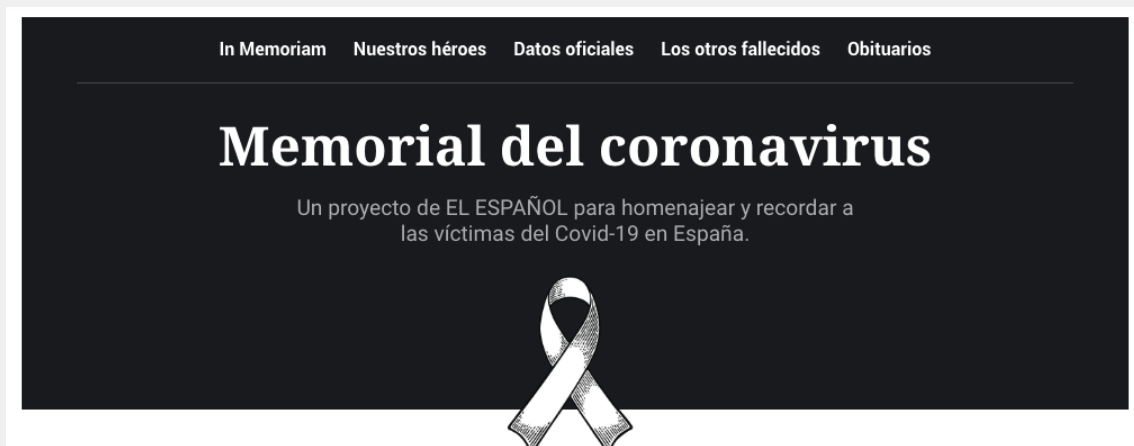 In Memoriam Nuestros héroes Datos oficiales Los otros fallecidos Obituarios
Memorial del coronavirus
Un proyecto de EL ESPAÑOL para homenajear y recordar a
las víctimas del Covid-19 en España.